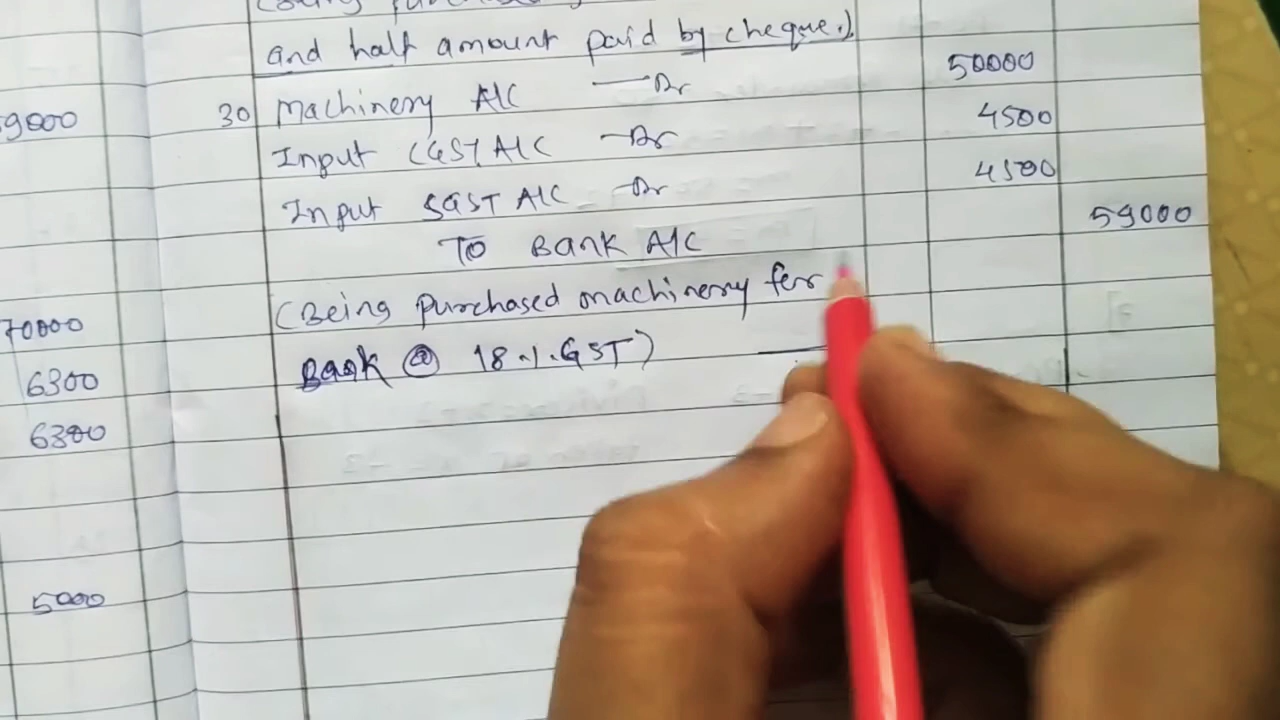 and half amount paid by cheque.)
50000
9000 30 Machinery A/C — Dr
4500
Input CGST A/C — Dr
4500
Input SGST A/C — Dr
59000
TO BANK A/C
(Being purchased machinery for
70000
Bank @ 18%.GST)
6300
6300
5000